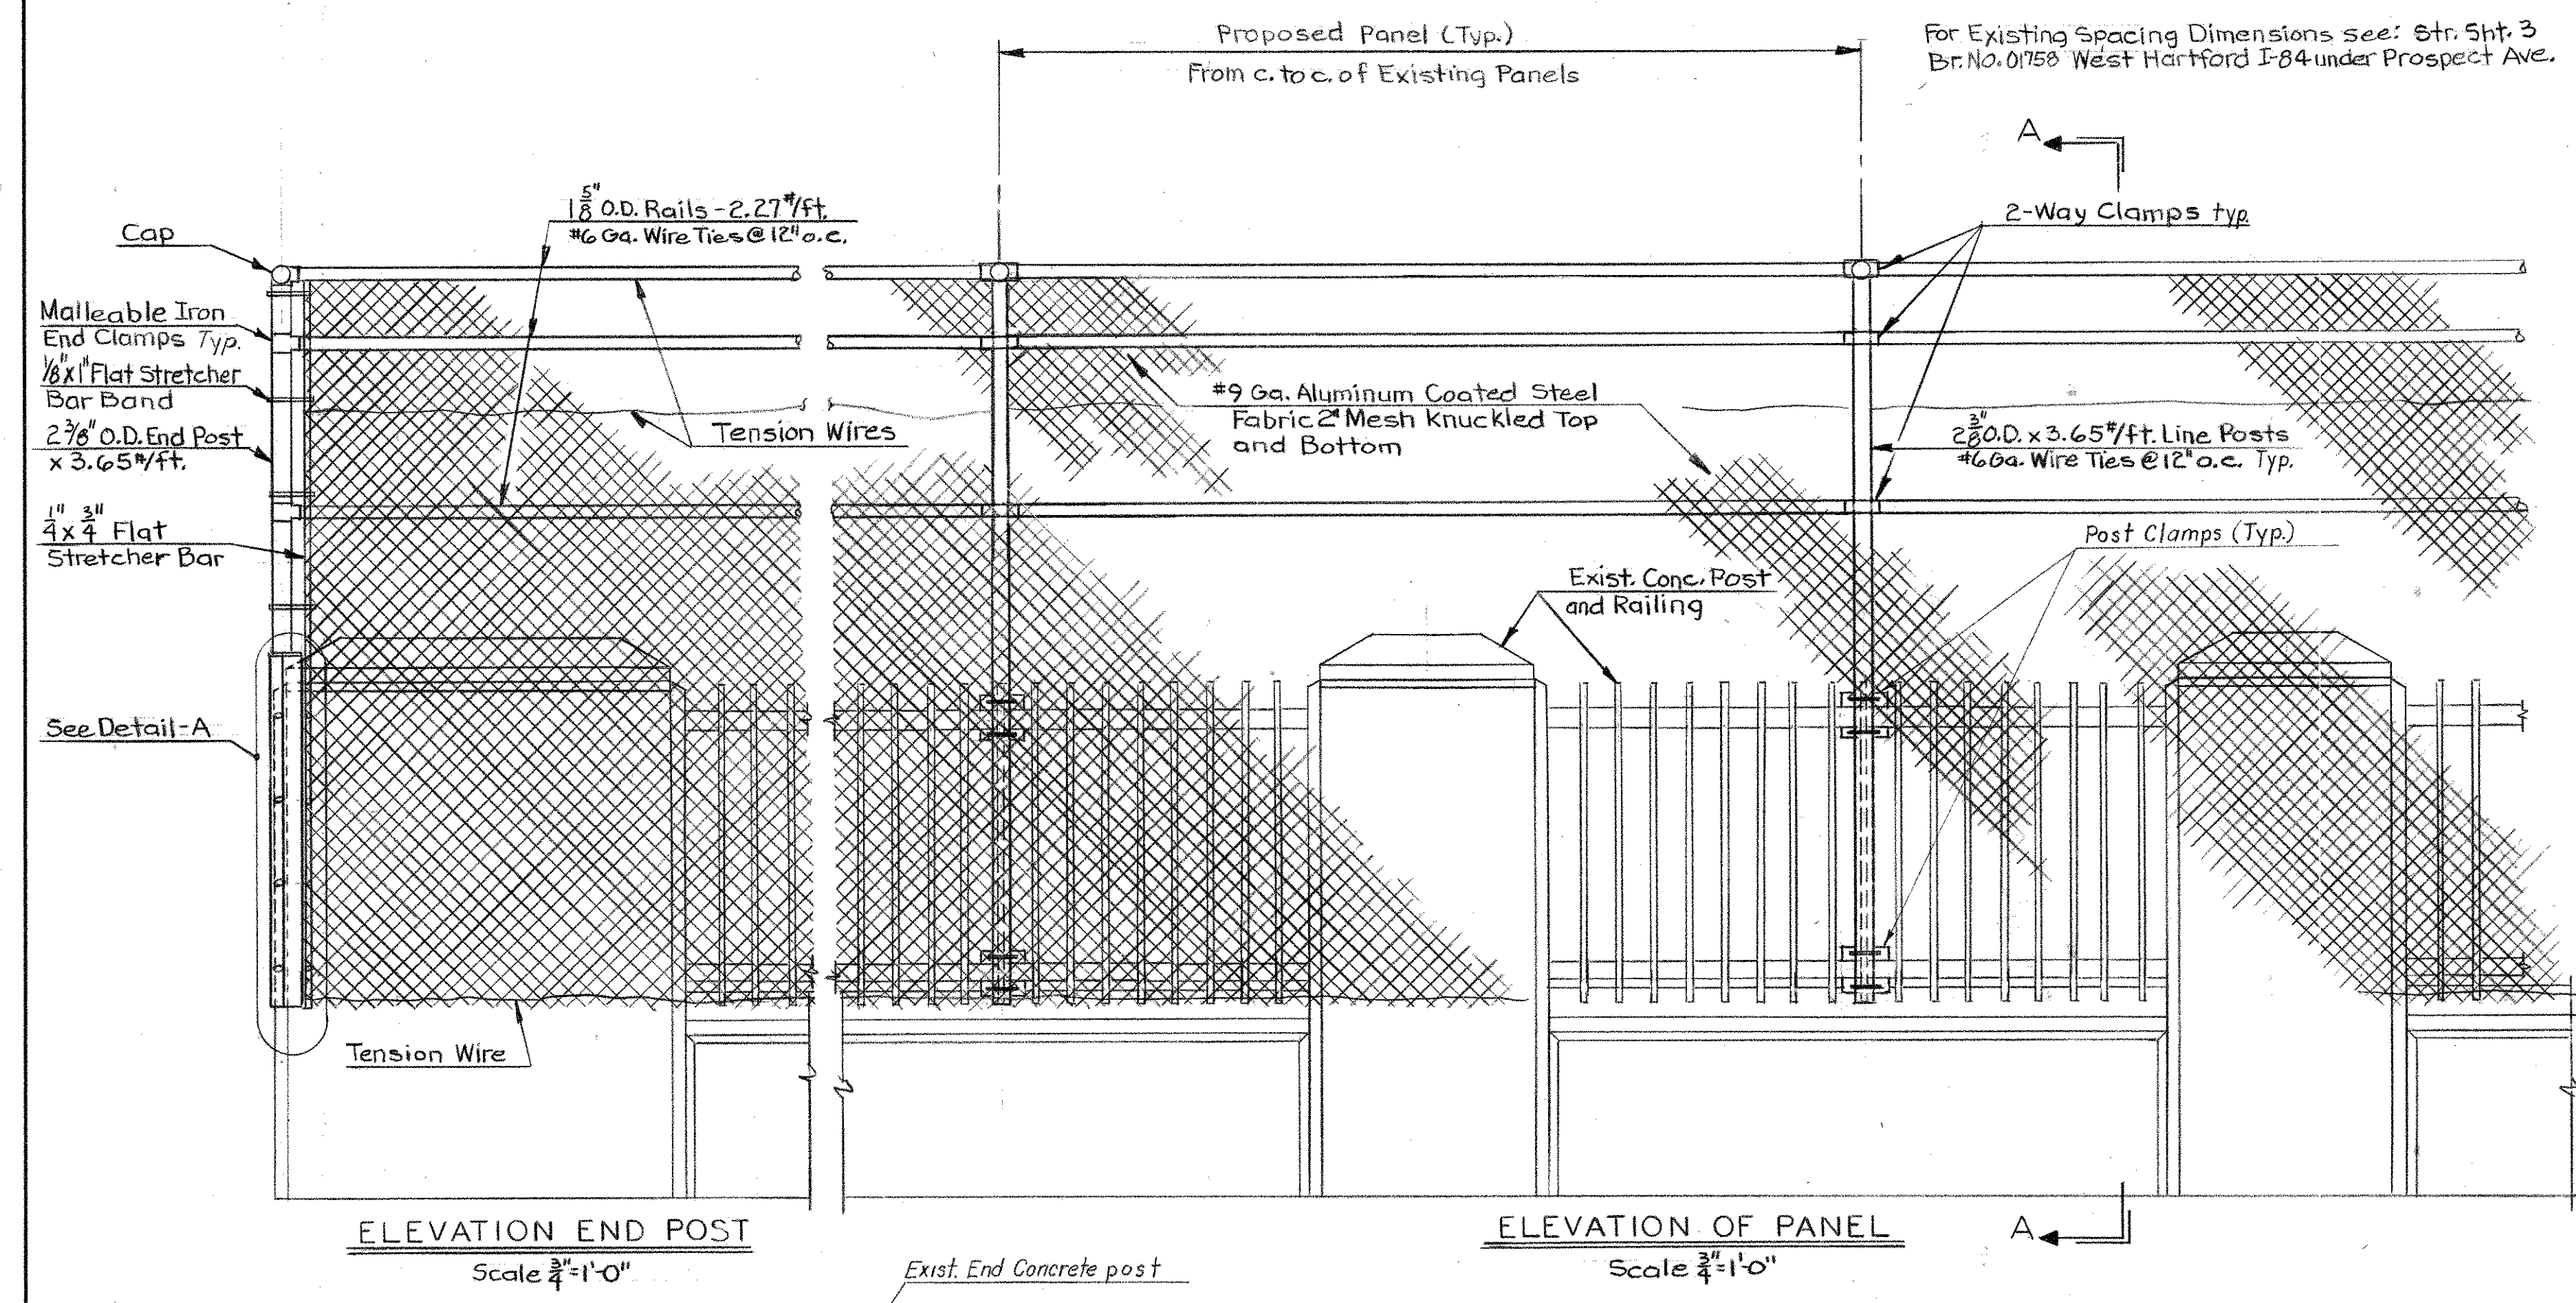 Proposed Panel (Typ.)
From c. to c. of Existing Panels
For Existing Spacing Dimensions see: Str. Sht. 3
Br. No. 01758 West Hartford I-84 under Prospect Ave.
A
1 5/8" O.D. Rails - 2.27#/ft.
#6 Ga. Wire Ties @ 12" o.c.
2-Way Clamps typ.
Cap
Malleable Iron
End Clamps Typ.
1/8" x 1" Flat Stretcher
Bar Band
2 3/8" O.D. End Post
x 3.65#/ft.
1/4" x 3/4" Flat
Stretcher Bar
Tension Wires
#9 Ga. Aluminum Coated Steel
Fabric 2" Mesh Knuckled Top
and Bottom
2 3/8" O.D. x 3.65#/ft. Line Posts
#6 Ga. Wire Ties @ 12" o.c. Typ.
Post Clamps (Typ.)
Exist. Conc. Post
and Railing
See Detail-A
Tension Wire
ELEVATION END POST
Scale 3/4"=1'-0"
ELEVATION OF PANEL
Scale 3/4"=1'-0"
A
Exist. End Concrete post